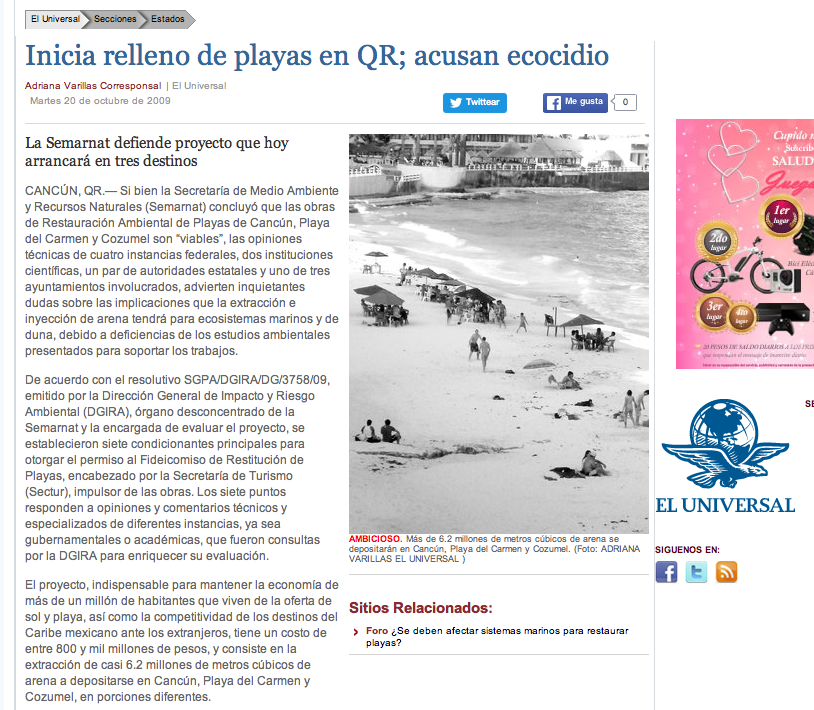 El Universal
Secciones
Estados
Inicia relleno de playas en QR; acusan ecocidio
Adriana Varillas Corresponsal | El Universal
Martes 20 de octubre de 2009
Twittear
Me gusta
0
La Semarnat defiende proyecto que hoy
arrancará en tres destinos
CANCÚN, QR.— Si bien la Secretaría de Medio Ambiente
y Recursos Naturales (Semarnat) concluyó que las obras
de Restauración Ambiental de Playas de Cancún, Playa
del Carmen y Cozumel son “viables”, las opiniones
técnicas de cuatro instancias federales, dos instituciones
científicas, un par de autoridades estatales y uno de tres
ayuntamientos involucrados, advierten inquietantes
dudas sobre las implicaciones que la extracción e
inyección de arena tendrá para ecosistemas marinos y de
duna, debido a deficiencias de los estudios ambientales
presentados para soportar los trabajos.
De acuerdo con el resolutivo SGPA/DGIRA/DG/3758/09,
emitido por la Dirección General de Impacto y Riesgo
Ambiental (DGIRA), órgano desconcentrado de la
Semarnat y la encargada de evaluar el proyecto, se
establecieron siete condicionantes principales para
otorgar el permiso al Fideicomiso de Restitución de
Playas, encabezado por la Secretaría de Turismo
(Sectur), impulsor de las obras. Los siete puntos
responden a opiniones y comentarios técnicos y
especializados de diferentes instancias, ya sea
gubernamentales o académicas, que fueron consultas
por la DGIRA para enriquecer su evaluación.
El proyecto, indispensable para mantener la economía de
más de un millón de habitantes que viven de la oferta de
sol y playa, así como la competitividad de los destinos del
Caribe mexicano ante los extranjeros, tiene un costo de
entre 800 y mil millones de pesos, y consiste en la
extracción de casi 6.2 millones de metros cúbicos de
arena a depositarse en Cancún, Playa del Carmen y
Cozumel, en porciones diferentes.
AMBICIOSO. Más de 6.2 millones de metros cúbicos de arena se
depositarán en Cancún, Playa del Carmen y Cozumel. (Foto: ADRIANA
VARILLAS EL UNIVERSAL )
Sitios Relacionados:
Foro ¿Se deben afectar sistemas marinos para restaurar
playas?
Cupido
SALUD
1er
lugar
2do
lugar
3er
lugar
4to
lugar
EL UNIVERSAL
SIGUENOS EN: